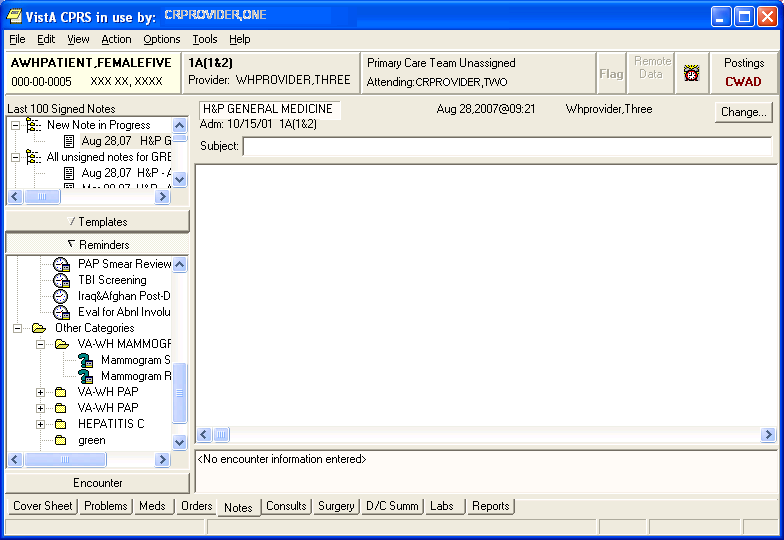 VistA CPRS in use by: CRPROVIDER,ONE
File Edit View Action Options Tools Help
AWHPATIENT,FEMALEFIVE
000-00-0005 XXX XX, XXXX
1A(1&2)
Provider: WHPROVIDER,THREE
Primary Care Team Unassigned
Attending:CRPROVIDER,TWO
Flag
Remote
Data
Postings
CWAD
Last 100 Signed Notes
New Note in Progress
Aug 28,07 H&P G
All unsigned notes for GRE
Aug 28,07 H&P - A
H&P GENERAL MEDICINE Aug 28,2007@09:21 Whprovider,Three
Change...
Adm: 10/15/01 1A(1&2)
Subject:
Templates
Reminders
PAP Smear Review
TBI Screening
Iraq&Afghan Post-D
Eval for Abnl Involu
Other Categories
VA-WH MAMMOGR
Mammogram S
Mammogram R
VA-WH PAP
VA-WH PAP
HEPATITIS C
green
Encounter
<No encounter information entered>
Cover Sheet Problems Meds Orders Notes Consults Surgery D/C Summ Labs Reports